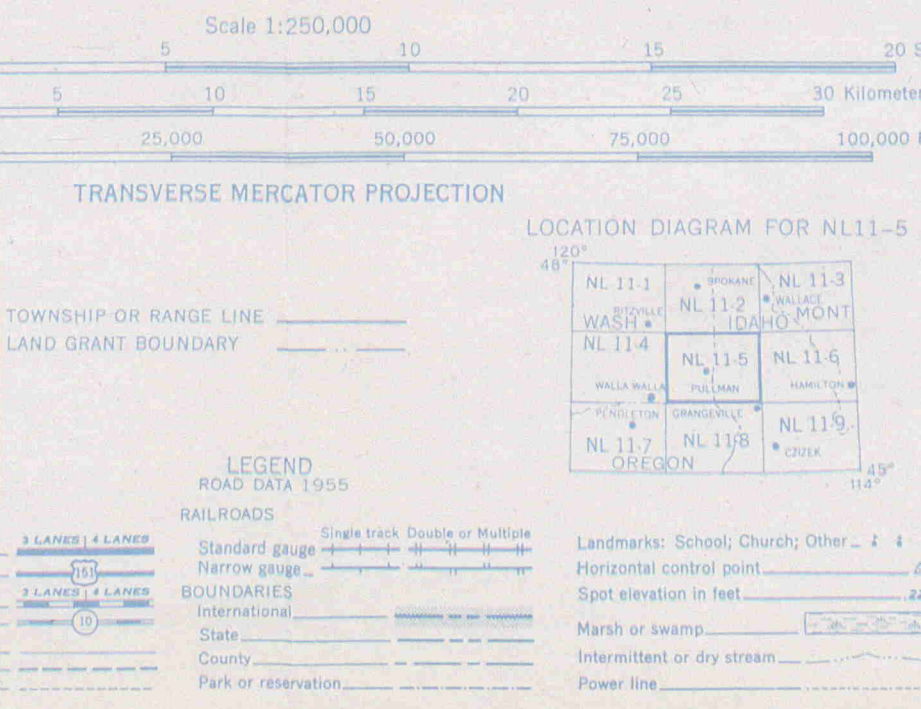 Scale 1:250,000
5 10 15 20 S
5 10 15 20 25 30 Kilometer
25,000 50,000 75,000 100,000
TRANSVERSE MERCATOR PROJECTION
LOCATION DIAGRAM FOR NL11-5
120°
48°
NL 11-1 SPOKANE NL 11-3
NL 11-2 WALLACE
RITZVILLE
WASH IDAHO MONT
NL 11-4 NL 11-5 NL 11-6
WALLA WALLA PULLMAN HAMILTON
PENDLETON GRANGEVILLE NL 11-9
NL 11-7 NL 11-8 CZIZEK
OREGON
45°
114°
TOWNSHIP OR RANGE LINE
LAND GRANT BOUNDARY
LEGEND
ROAD DATA 1955
3 LANES | 4 LANES
161
3 LANES | 4 LANES
10
RAILROADS
Single track Double or Multiple
Standard gauge
Narrow gauge
BOUNDARIES
International
State
County
Park or reservation
Landmarks: School; Church; Other
Horizontal control point
Spot elevation in feet
Marsh or swamp
Intermittent or dry stream
Power line